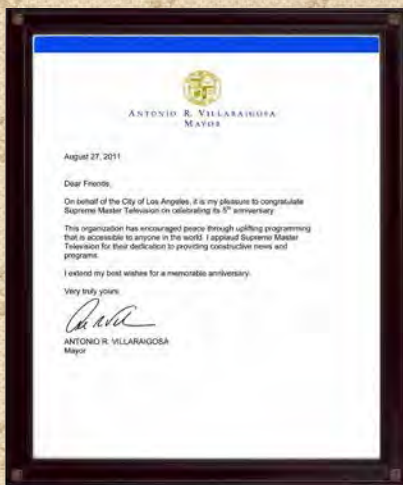 ANTONIO R. VILLARAIGOSA
MAYOR
August 27, 2011
Dear Friends,
On behalf of the City of Los Angeles, it is my pleasure to congratulate
Supreme Master Television on celebrating its 5th anniversary.
This organization has encouraged peace through uplifting programming
that is accessible to anyone in the world. I applaud Supreme Master
Television for their dedication to providing constructive news and
programs.
I extend my best wishes for a memorable anniversary.
Very truly yours,
ANTONIO R. VILLARAIGOSA
Mayor